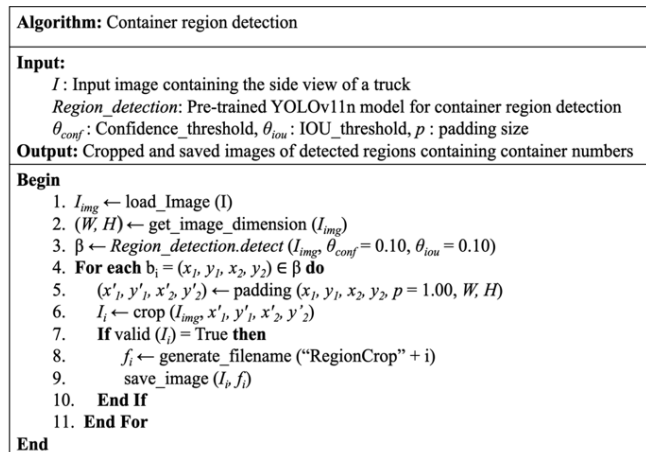 Algorithm: Container region detection
Input:
I : Input image containing the side view of a truck
Region_detection: Pre-trained YOLOv11n model for container region detection
θconf : Confidence_threshold, θiou : IOU_threshold, p : padding size
Output: Cropped and saved images of detected regions containing container numbers
Begin
1. Iimg ← load_Image (I)
2. (W, H) ← get_image_dimension (Iimg)
3. β ← Region_detection.detect (Iimg, θconf = 0.10, θiou = 0.10)
4. For each bi = (x1, y1, x2, y2) ∈ β do
5. (x'1, y'1, x'2, y'2) ← padding (x1, y1, x2, y2, p = 1.00, W, H)
6. Ii ← crop (Iimg, x'1, y'1, x'2, y'2)
7. If valid (Ii) = True then
8. fi ← generate_filename (“RegionCrop” + i)
9. save_image (Ii, fi)
10. End If
11. End For
End